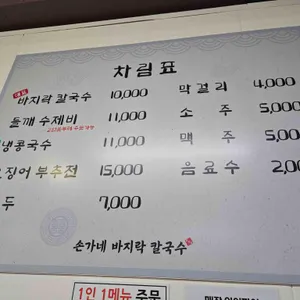 차림표
바지락 칼국수 10,000
들깨 수제비 11,000
냉콩국수 11,000
징어 부추전 15,000
두 7,000
막걸리 4,000
소주 5,000
맥주 5,000
음료수 2,00
손가네 바지락 칼국수
1인 1메뉴 주문